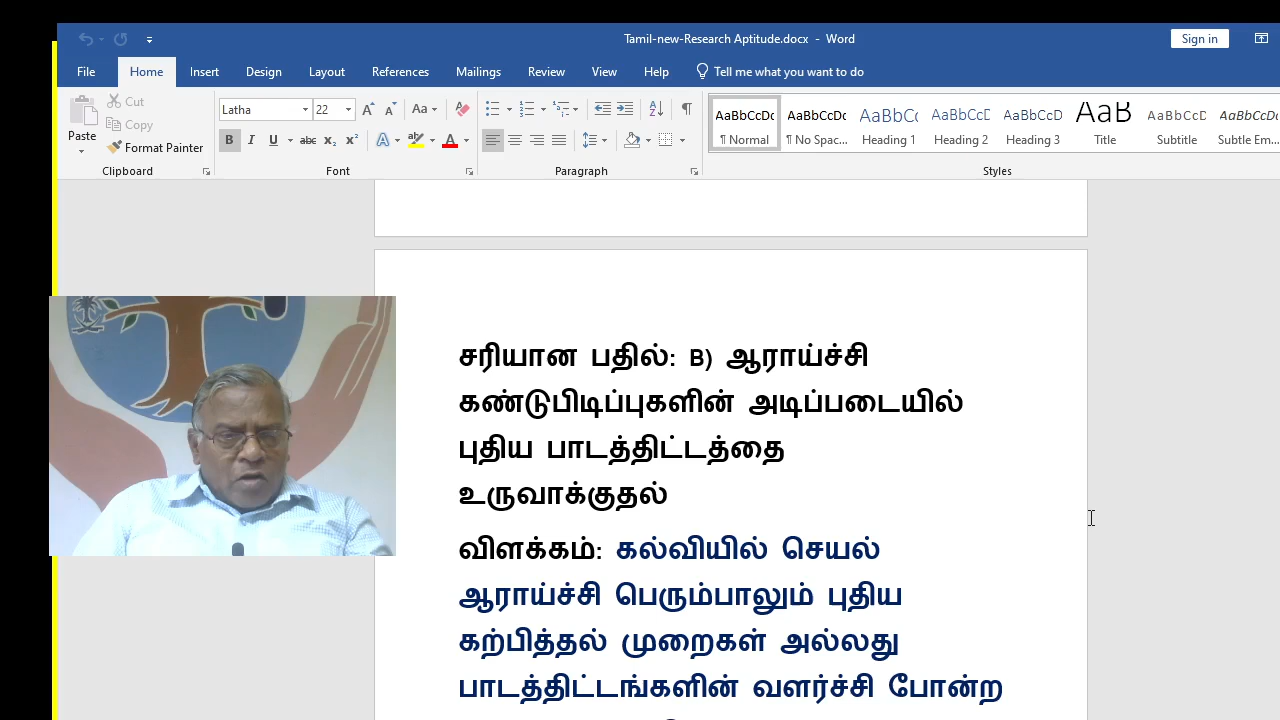 Tamil-new-Research Aptitude.docx - Word
Sign in
File Home Insert Design Layout References Mailings Review View Help Tell me what you want to do
Paste
Cut
Copy
Format Painter
Clipboard
Latha 22
Font
Paragraph
AaBbCcDc AaBbCcDc AaBbC AaBbCcD AaBbCcD AaB AaBbCcD AaBbCcDc
¶ Normal ¶ No Spac... Heading 1 Heading 2 Heading 3 Title Subtitle Subtle Em...
Styles
சரியான பதில்: B) ஆராய்ச்சி
கண்டுபிடிப்புகளின் அடிப்படையில்
புதிய பாடத்திட்டத்தை
உருவாக்குதல்
விளக்கம்: கல்வியில் செயல்
ஆராய்ச்சி பெரும்பாலும் புதிய
கற்பித்தல் முறைகள் அல்லது
பாடத்திட்டங்களின் வளர்ச்சி போன்ற